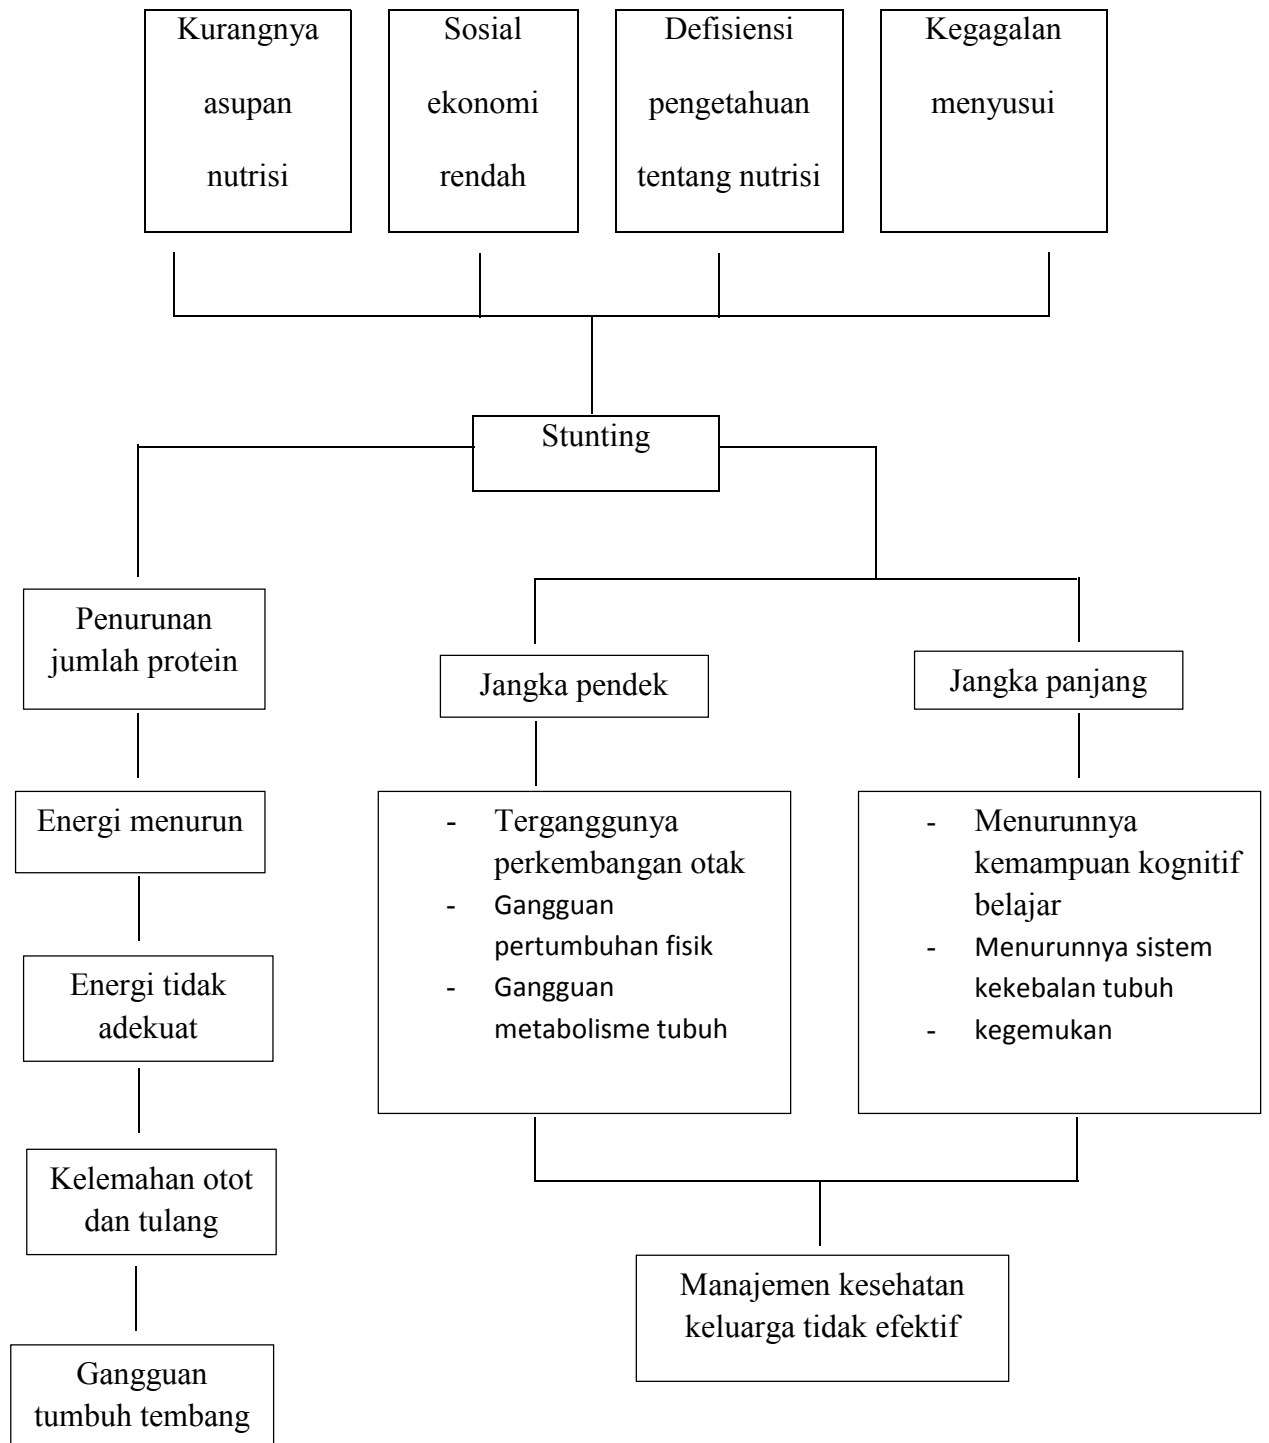 Kurangnya
asupan
nutrisi
Sosial
ekonomi
rendah
Defisiensi
pengetahuan
tentang nutrisi
Kegagalan
menyusui
Stunting
Penurunan
jumlah protein
Energi menurun
Energi tidak
adekuat
Kelemahan otot
dan tulang
Gangguan
tumbuh tembang
Jangka pendek
- Terganggunya
perkembangan otak
- Gangguan
pertumbuhan fisik
- Gangguan
metabolisme tubuh
Jangka panjang
- Menurunnya
kemampuan kognitif
belajar
- Menurunnya sistem
kekebalan tubuh
- kegemukan
Manajemen kesehatan
keluarga tidak efektif